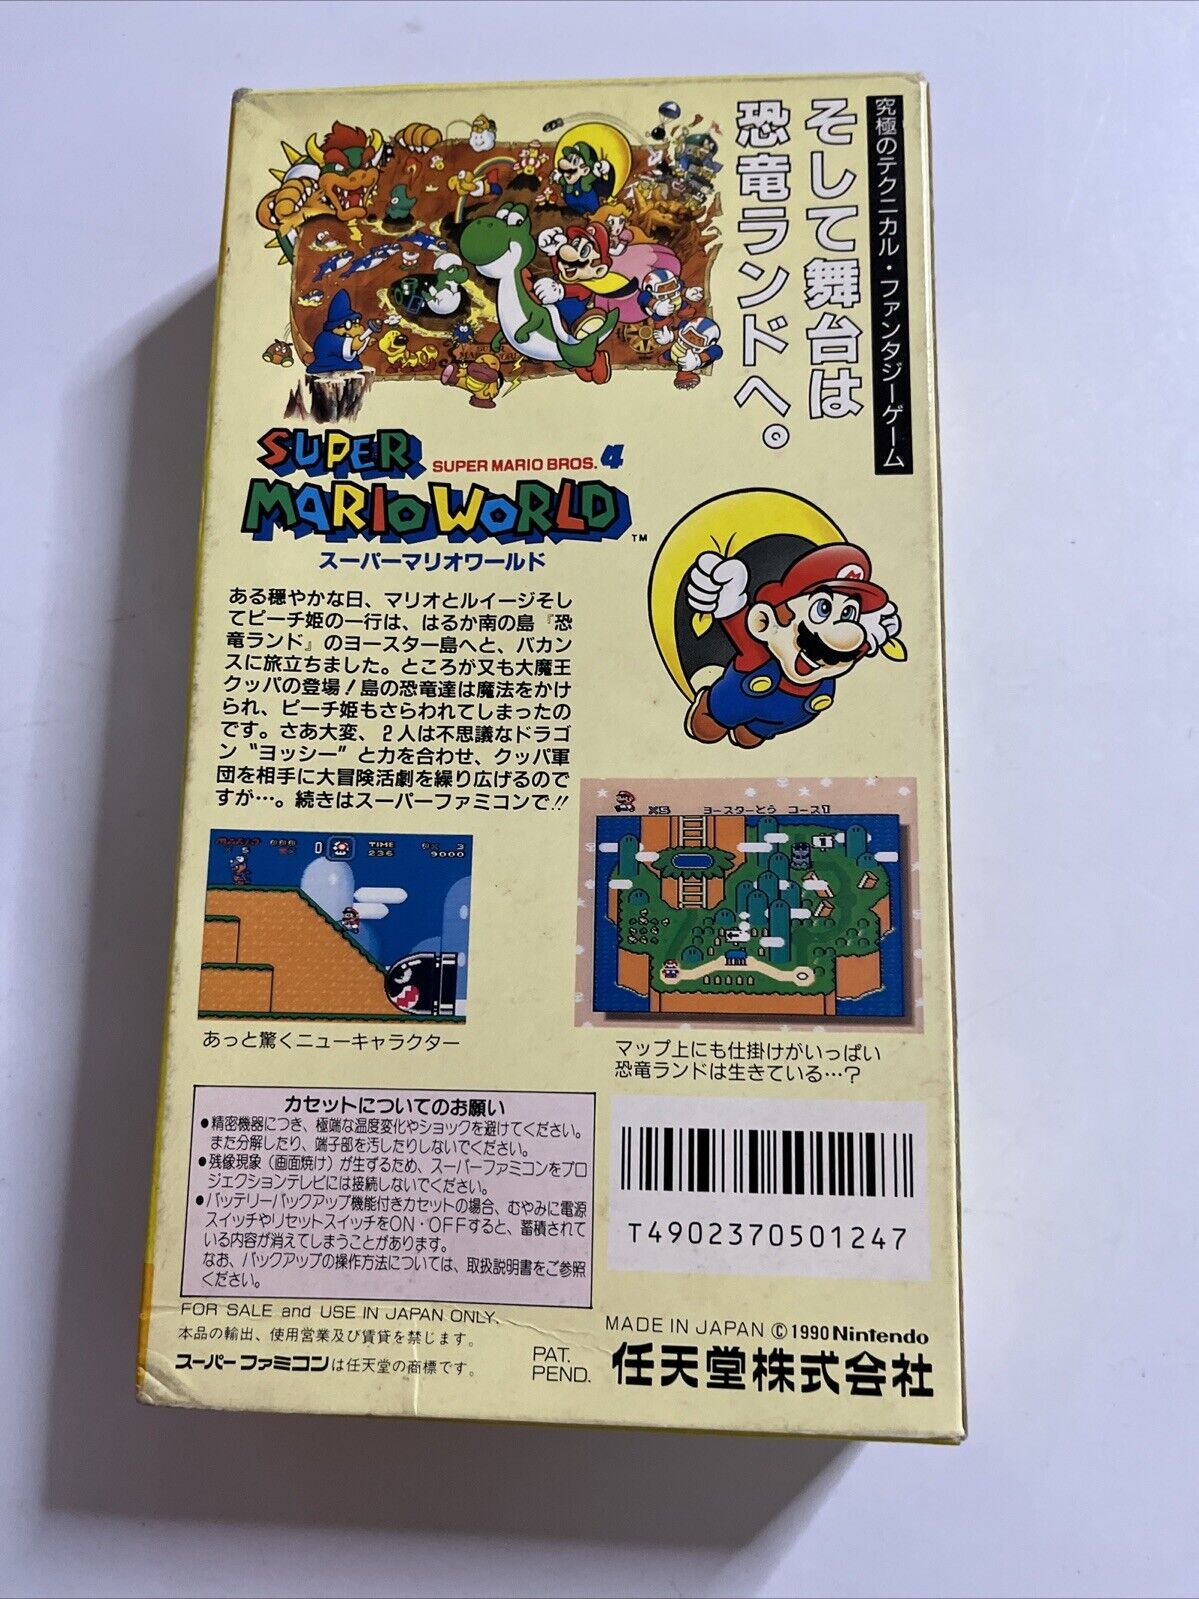 究極のテクニカル・ファンタジーゲーム
そして舞台は
恐竜ランドへ。
SUPER
SUPER MARIO BROS. 4
MARIO WORLD™
スーパーマリオワールド
ある穏やかな日、マリオとルイージそし
てピーチ姫の一行は、はるか南の島『恐
竜ランド』のヨースター島へと、バカン
スに旅立ちました。ところが又も大魔王
クッパの登場！島の恐竜達は魔法をかけ
られ、ピーチ姫もさらわれてしまったの
です。さあ大変、2人は不思議なドラゴ
ン“ヨッシー”と力を合わせ、クッパ軍
団を相手に大冒険活劇を繰り広げるので
すが…。続きはスーパーファミコンで!!
MARIO
×5
0
TIME
236
3
9000
あっと驚くニューキャラクター
×5 ヨースターとう コース1
1
マップ上にも仕掛けがいっぱい
恐竜ランドは生きている…？
カセットについてのお願い
●精密機器につき、極端な温度変化やショックを避けてください。
また分解したり、端子部を汚したりしないでください。
●残像現象（画面焼け）が生ずるため、スーパーファミコンをプロ
ジェクションテレビには接続しないでください。
●バッテリーバックアップ機能付きカセットの場合、むやみに電源
スイッチやリセットスイッチをON・OFFすると、蓄積されて
いる内容が消えてしまうことがあります。
なお、バックアップの操作方法については、取扱説明書をご参照
ください。
T4902370501247
FOR SALE and USE IN JAPAN ONLY.
本品の輸出、使用営業及び賃貸を禁じます。
スーパーファミコンは任天堂の商標です。
PAT.
PEND.
MADE IN JAPAN ©1990 Nintendo
任天堂株式会社